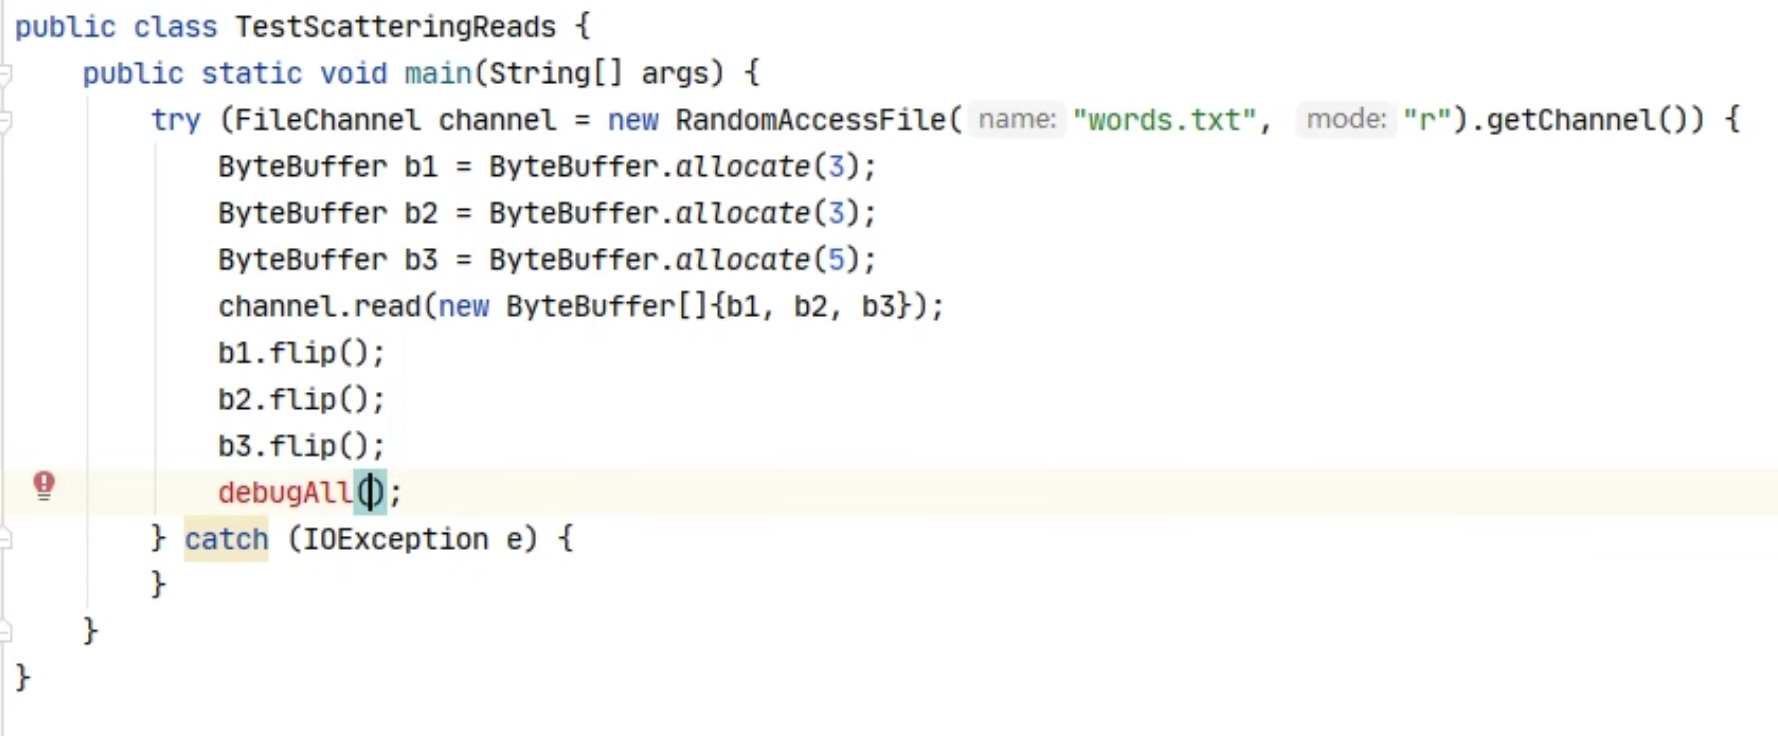 public class TestScatteringReads {
    public static void main(String[] args) {
        try (FileChannel channel = new RandomAccessFile( name: "words.txt",  mode: "r").getChannel()) {
            ByteBuffer b1 = ByteBuffer.allocate(3);
            ByteBuffer b2 = ByteBuffer.allocate(3);
            ByteBuffer b3 = ByteBuffer.allocate(5);
            channel.read(new ByteBuffer[]{b1, b2, b3});
            b1.flip();
            b2.flip();
            b3.flip();
            debugAll();
        } catch (IOException e) {
        }
    }
}